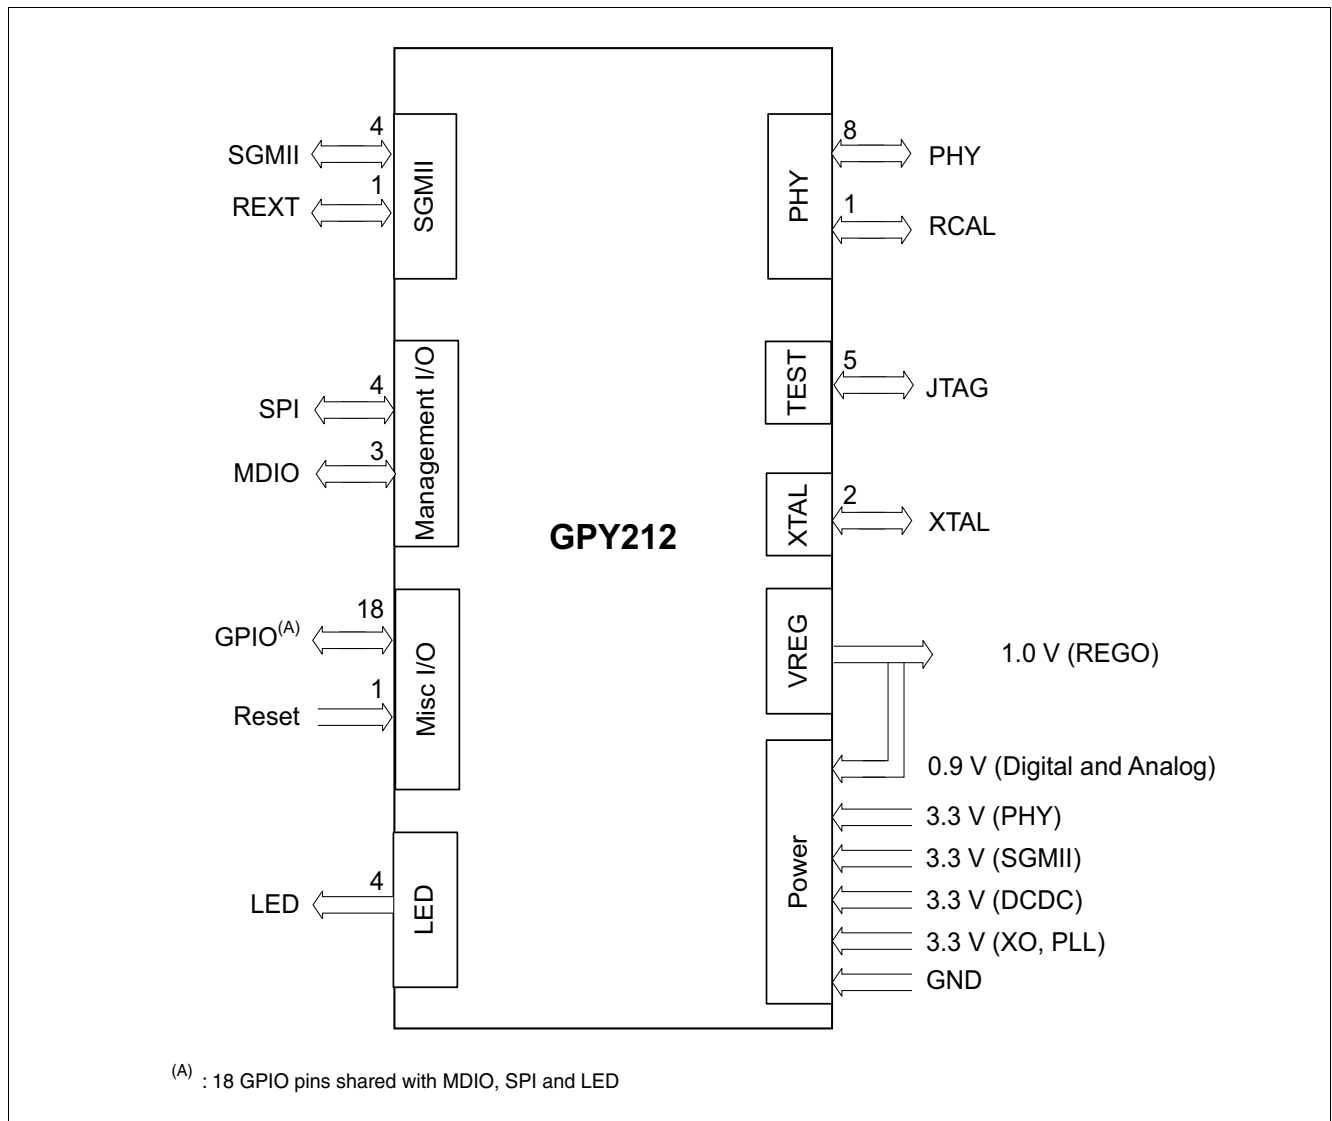 4
SGMII
1
REXT
SGMII
4
SPI
3
MDIO
Management I/O
18
GPIO(A)
1
Reset
Misc I/O
4
LED
LED
GPY212
PHY
8
PHY
1
RCAL
TEST
5
JTAG
XTAL
2
XTAL
VREG
1.0 V (REGO)
Power
0.9 V (Digital and Analog)
3.3 V (PHY)
3.3 V (SGMII)
3.3 V (DCDC)
3.3 V (XO, PLL)
GND
(A) : 18 GPIO pins shared with MDIO, SPI and LED